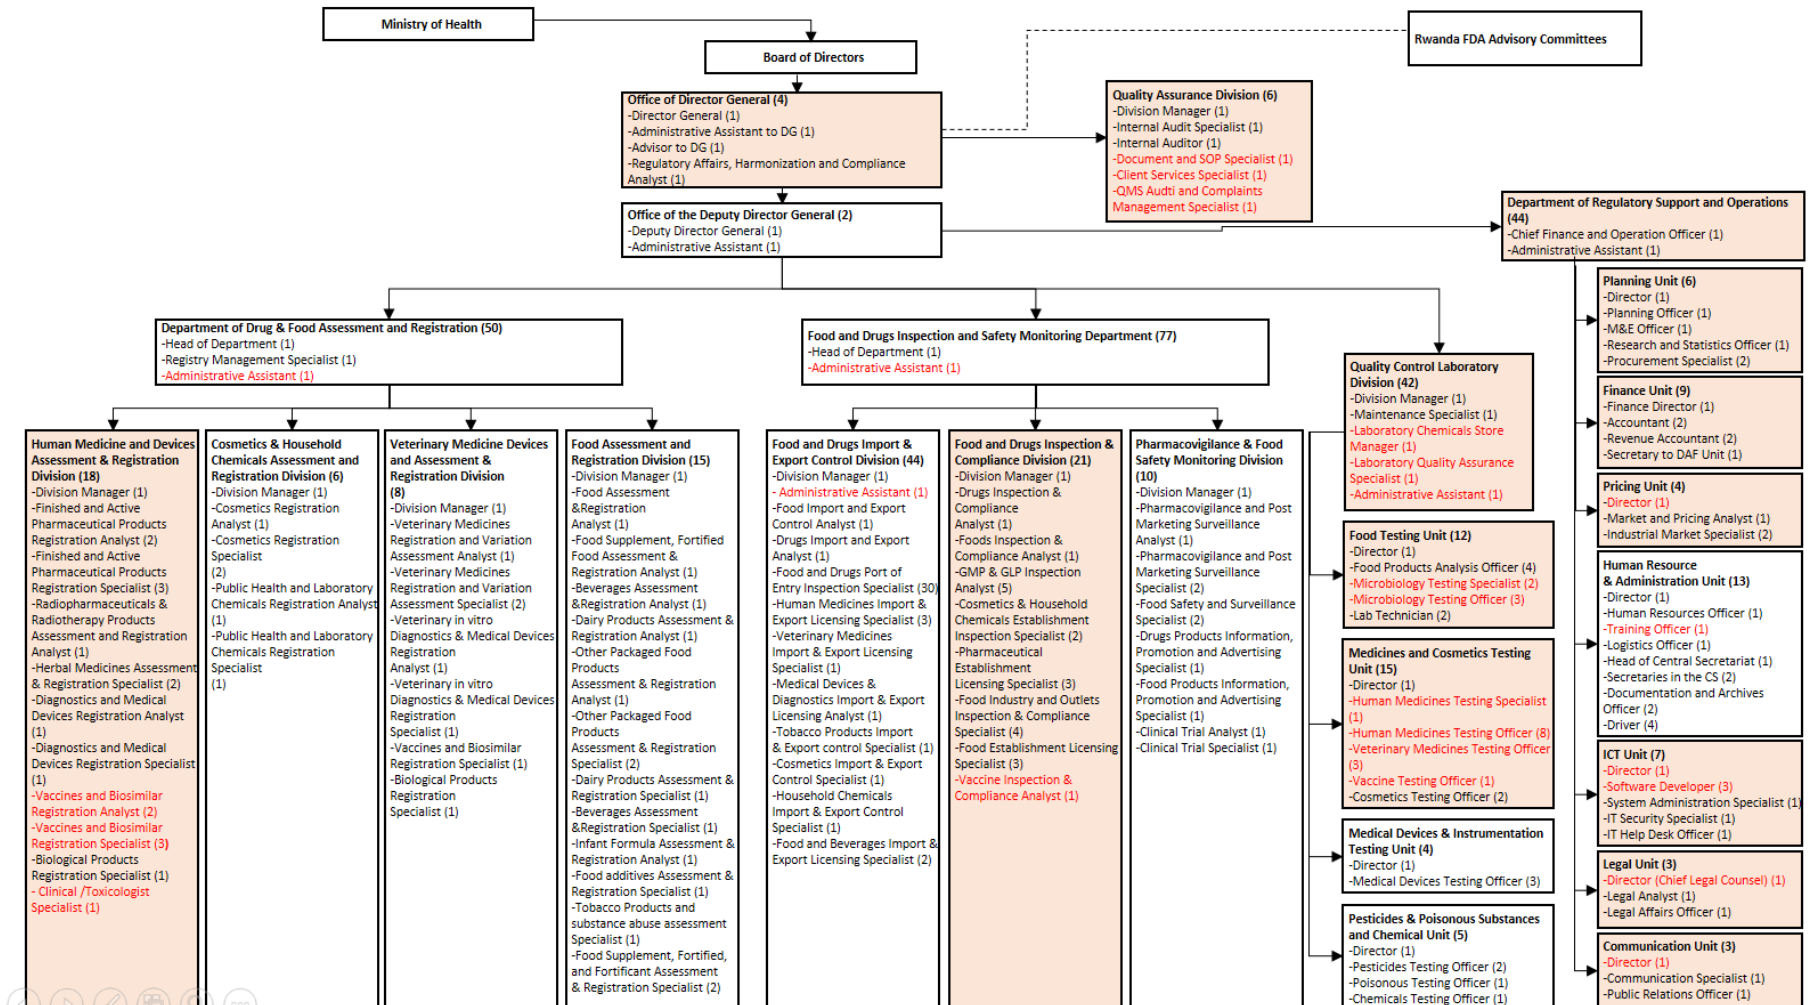 Ministry of Health
Board of Directors
Rwanda FDA Advisory Committees
Office of Director General (4)
-Director General (1)
-Administrative Assistant to DG (1)
-Advisor to DG (1)
-Regulatory Affairs, Harmonization and Compliance
Analyst (1)
Quality Assurance Division (6)
-Division Manager (1)
-Internal Audit Specialist (1)
-Internal Auditor (1)
-Document and SOP Specialist (1)
-Client Services Specialist (1)
-QMS Audti and Complaints
Management Specialist (1)
Office of the Deputy Director General (2)
-Deputy Director General (1)
-Administrative Assistant (1)
Department of Regulatory Support and Operations
(44)
-Chief Finance and Operation Officer (1)
-Administrative Assistant (1)
Department of Drug & Food Assessment and Registration (50)
-Head of Department (1)
-Registry Management Specialist (1)
-Administrative Assistant (1)
Food and Drugs Inspection and Safety Monitoring Department (77)
-Head of Department (1)
-Administrative Assistant (1)
Human Medicine and Devices
Assessment & Registration
Division (18)
-Division Manager (1)
-Finished and Active
Pharmaceutical Products
Registration Analyst (2)
-Finished and Active
Pharmaceutical Products
Registration Specialist (3)
-Radiopharmaceuticals &
Radiotherapy Products
Assessment and Registration
Analyst (1)
-Herbal Medicines Assessment
& Registration Specialist (2)
-Diagnostics and Medical
Devices Registration Analyst
(1)
-Diagnostics and Medical
Devices Registration Specialist
(1)
-Vaccines and Biosimilar
Registration Analyst (2)
-Vaccines and Biosimilar
Registration Specialist (3)
-Biological Products
Registration Specialist (1)
- Clinical /Toxicologist
Specialist (1)
Cosmetics & Household
Chemicals Assessment and
Registration Division (6)
-Division Manager (1)
-Cosmetics Registration
Analyst (1)
-Cosmetics Registration
Specialist
(2)
-Public Health and Laboratory
Chemicals Registration Analyst
(1)
-Public Health and Laboratory
Chemicals Registration
Specialist
(1)
Veterinary Medicine Devices
and Assessment &
Registration Division
(8)
-Division Manager (1)
-Veterinary Medicines
Registration and Variation
Assessment Analyst (1)
-Veterinary Medicines
Registration and Variation
Assessment Specialist (2)
-Veterinary in vitro
Diagnostics & Medical Devices
Registration
Analyst (1)
-Veterinary in vitro
Diagnostics & Medical Devices
Registration
Specialist (1)
-Vaccines and Biosimilar
Registration Specialist (1)
-Biological Products
Registration
Specialist (1)
Food Assessment and
Registration Division (15)
-Division Manager (1)
-Food Assessment
&Registration
Analyst (1)
-Food Supplement, Fortified
Food Assessment &
Registration Analyst (1)
-Beverages Assessment
&Registration Analyst (1)
-Dairy Products Assessment &
Registration Analyst (1)
-Other Packaged Food
Products
Assessment & Registration
Analyst (1)
-Other Packaged Food
Products
Assessment & Registration
Specialist (2)
-Dairy Products Assessment &
Registration Specialist (1)
-Beverages Assessment
&Registration Specialist (1)
-Infant Formula Assessment &
Registration Analyst (1)
-Food additives Assessment &
Registration Specialist (1)
-Tobacco Products and
substance abuse assessment
Specialist (1)
-Food Supplement, Fortified,
and Fortificant Assessment
& Registration Specialist (2)
Food and Drugs Import &
Export Control Division (44)
-Division Manager (1)
- Administrative Assistant (1)
-Food Import and Export
Control Analyst (1)
-Drugs Import and Export
Analyst (1)
-Food and Drugs Port of
Entry Inspection Specialist (30)
-Human Medicines Import &
Export Licensing Specialist (3)
-Veterinary Medicines
Import & Export Licensing
Specialist (1)
-Medical Devices &
Diagnostics Import & Export
Licensing Analyst (1)
-Tobacco Products Import
& Export control Specialist (1)
-Cosmetics Import & Export
Control Specialist (1)
-Household Chemicals
Import & Export Control
Specialist (1)
-Food and Beverages Import &
Export Licensing Specialist (2)
Food and Drugs Inspection &
Compliance Division (21)
-Division Manager (1)
-Drugs Inspection &
Compliance
Analyst (1)
-Foods Inspection &
Compliance Analyst (1)
-GMP & GLP Inspection
Analyst (5)
-Cosmetics & Household
Chemicals Establishment
Inspection Specialist (2)
-Pharmaceutical
Establishment
Licensing Specialist (3)
-Food Industry and Outlets
Inspection & Compliance
Specialist (4)
-Food Establishment Licensing
Specialist (3)
-Vaccine Inspection &
Compliance Analyst (1)
Pharmacovigilance & Food
Safety Monitoring Division
(10)
-Division Manager (1)
-Pharmacovigilance and Post
Marketing Surveillance
Analyst (1)
-Pharmacovigilance and Post
Marketing Surveillance
Specialist (2)
-Food Safety and Surveillance
Specialist (2)
-Drugs Products Information,
Promotion and Advertising
Specialist (1)
-Food Products Information,
Promotion and Advertising
Specialist (1)
-Clinical Trial Analyst (1)
-Clinical Trial Specialist (1)
Quality Control Laboratory
Division (42)
-Division Manager (1)
-Maintenance Specialist (1)
-Laboratory Chemicals Store
Manager (1)
-Laboratory Quality Assurance
Specialist (1)
-Administrative Assistant (1)
Food Testing Unit (12)
-Director (1)
-Food Products Analysis Officer (4)
-Microbiology Testing Specialist (2)
-Microbiology Testing Officer (3)
-Lab Technician (2)
Medicines and Cosmetics Testing
Unit (15)
-Director (1)
-Human Medicines Testing Specialist
(1)
-Human Medicines Testing Officer (8)
-Veterinary Medicines Testing Officer
(3)
-Vaccine Testing Officer (1)
-Cosmetics Testing Officer (2)
Medical Devices & Instrumentation
Testing Unit (4)
-Director (1)
-Medical Devices Testing Officer (3)
Pesticides & Poisonous Substances
and Chemical Unit (5)
-Director (1)
-Pesticides Testing Officer (2)
-Poisonous Testing Officer (1)
-Chemicals Testing Officer (1)
Planning Unit (6)
-Director (1)
-Planning Officer (1)
-M&E Officer (1)
-Research and Statistics Officer (1)
-Procurement Specialist (2)
Finance Unit (9)
-Finance Director (1)
-Accountant (2)
-Revenue Accountant (2)
-Secretary to DAF Unit (1)
Pricing Unit (4)
-Director (1)
-Market and Pricing Analyst (1)
-Industrial Market Specialist (2)
Human Resource
& Administration Unit (13)
-Director (1)
-Human Resources Officer (1)
-Training Officer (1)
-Logistics Officer (1)
-Head of Central Secretariat (1)
-Secretaries in the CS (2)
-Documentation and Archives
Officer (2)
-Driver (4)
ICT Unit (7)
-Director (1)
-Software Developer (3)
-System Administration Specialist (1)
-IT Security Specialist (1)
-IT Help Desk Officer (1)
Legal Unit (3)
-Director (Chief Legal Counsel) (1)
-Legal Analyst (1)
-Legal Affairs Officer (1)
Communication Unit (3)
-Director (1)
-Communication Specialist (1)
-Public Relations Officer (1)